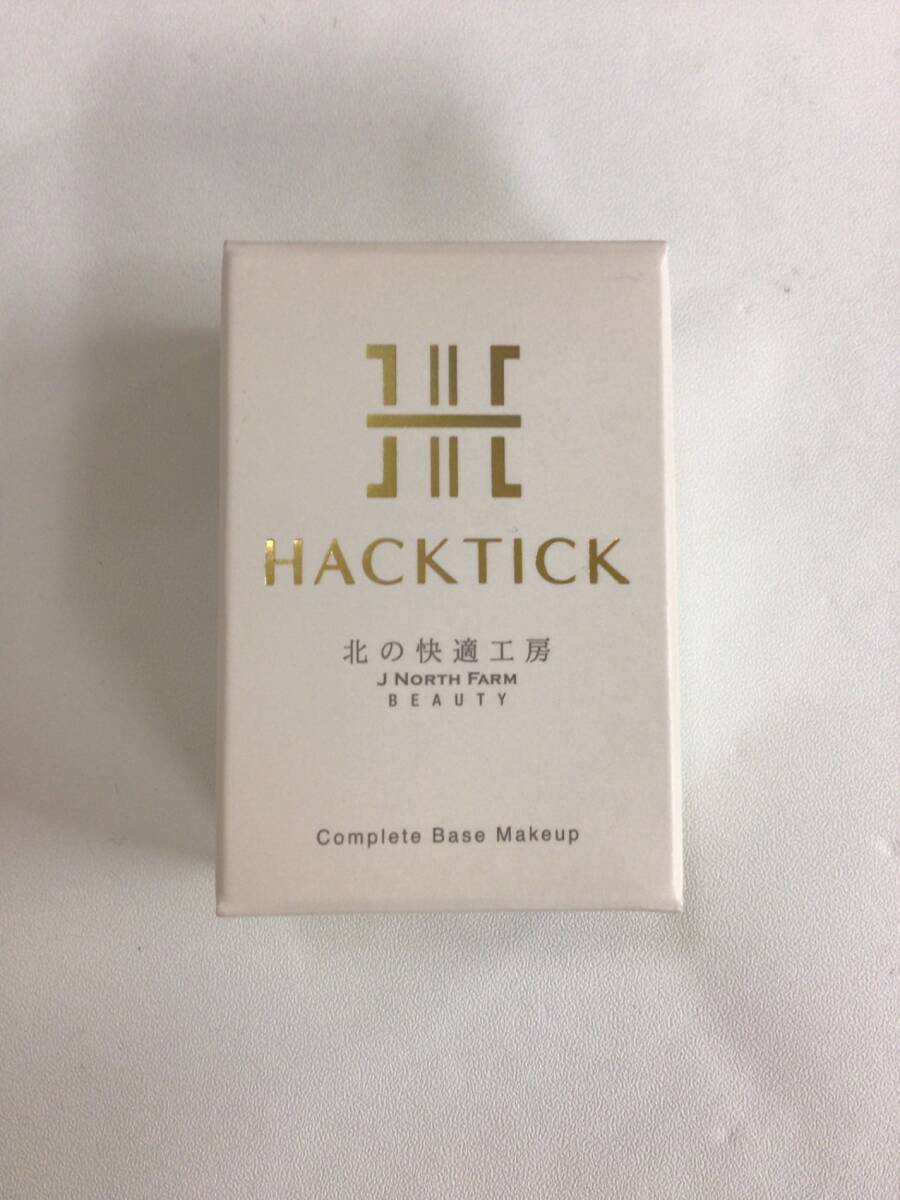 HACKTICK
北の快適工房
J NORTH FARM
BEAUTY
Complete Base Makeup